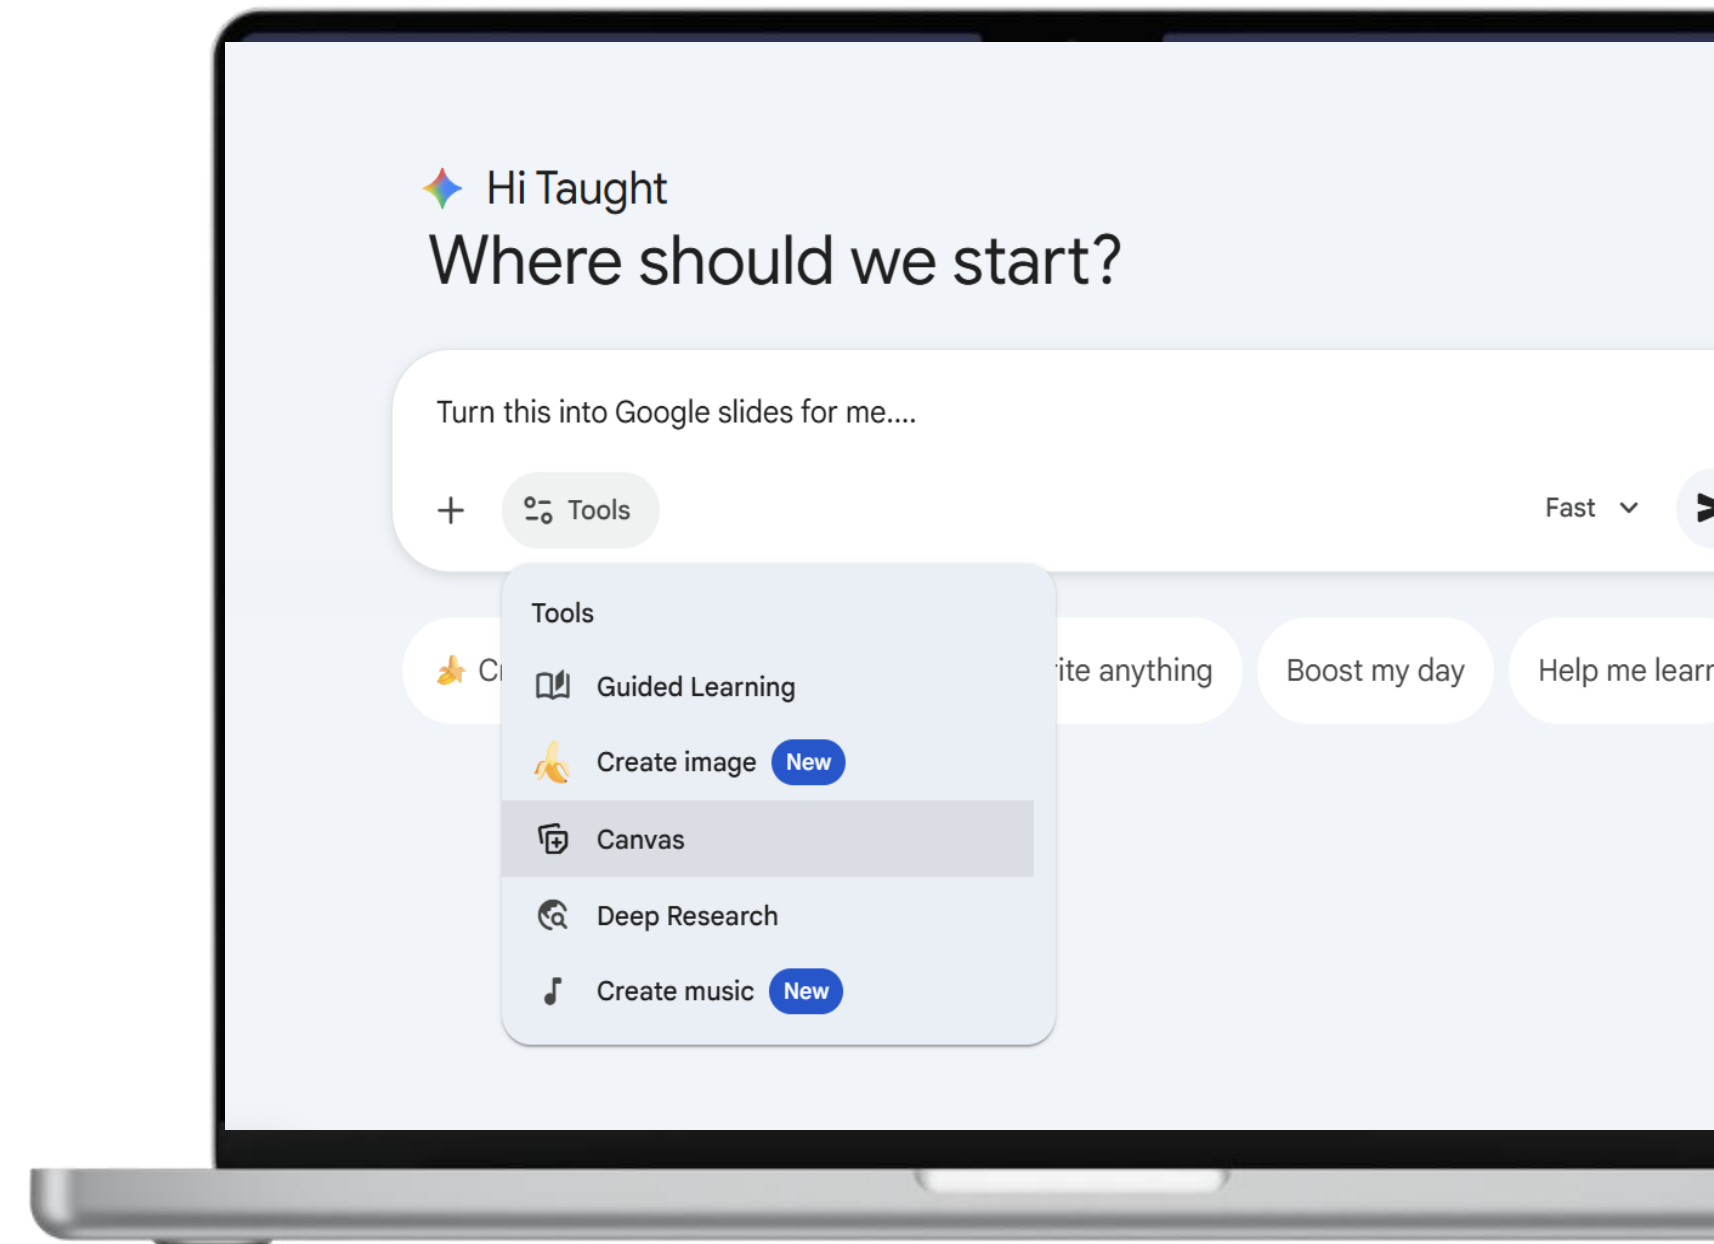 Hi Taught
Where should we start?
Turn this into Google slides for me....
Tools
Fast
Tools
Guided Learning
Create image New
Canvas
Deep Research
Create music New
ite anything
Boost my day
Help me lear